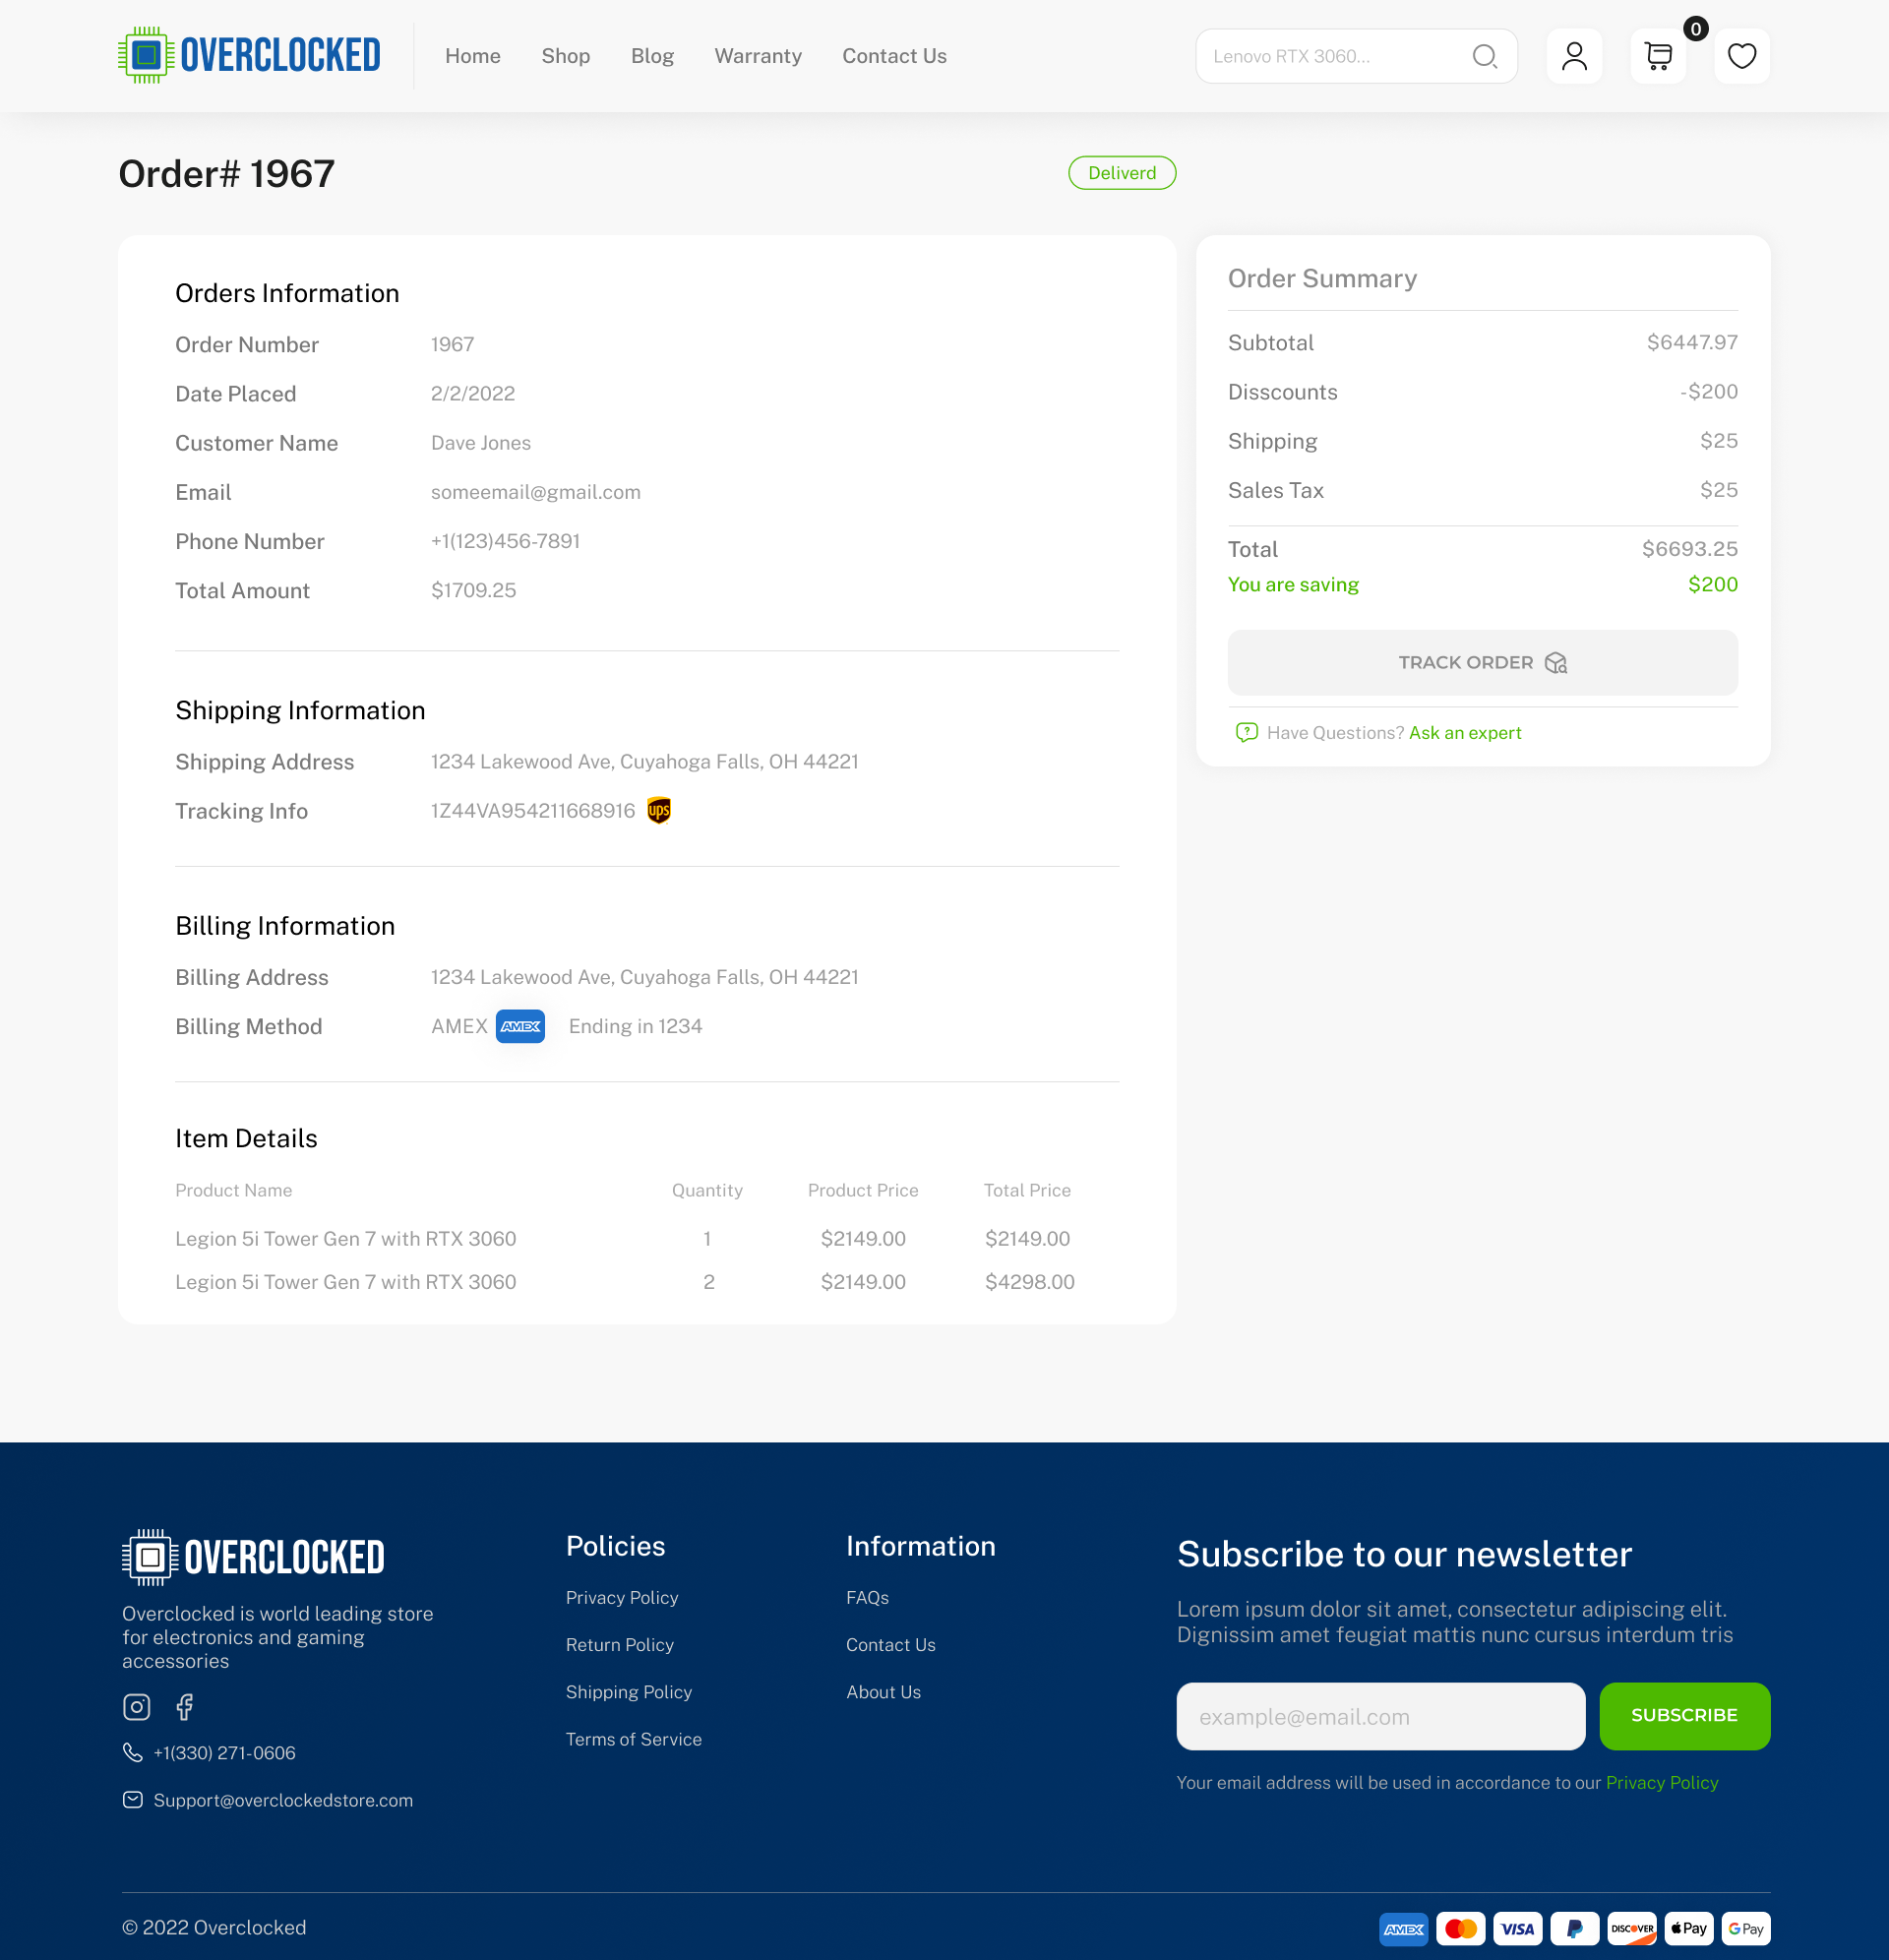 OVERCLOCKED
Home Shop Blog Warranty Contact Us
Lenovo RTX 3060...
0
Order# 1967
Deliverd
Orders Information
Order Number 1967
Date Placed 2/2/2022
Customer Name Dave Jones
Email someemail@gmail.com
Phone Number +1(123)456-7891
Total Amount $1709.25
Shipping Information
Shipping Address 1234 Lakewood Ave, Cuyahoga Falls, OH 44221
Tracking Info 1Z44VA954211668916 ups
Billing Information
Billing Address 1234 Lakewood Ave, Cuyahoga Falls, OH 44221
Billing Method AMEX AMEX Ending in 1234
Item Details
Product Name Quantity Product Price Total Price
Legion 5i Tower Gen 7 with RTX 3060 1 $2149.00 $2149.00
Legion 5i Tower Gen 7 with RTX 3060 2 $2149.00 $4298.00
Order Summary
Subtotal $6447.97
Disscounts -$200
Shipping $25
Sales Tax $25
Total $6693.25
You are saving $200
TRACK ORDER
Have Questions? Ask an expert
OVERCLOCKED
Overclocked is world leading store
for electronics and gaming
accessories
+1(330) 271-0606
Support@overclockedstore.com
Policies
Privacy Policy
Return Policy
Shipping Policy
Terms of Service
Information
FAQs
Contact Us
About Us
Subscribe to our newsletter
Lorem ipsum dolor sit amet, consectetur adipiscing elit.
Dignissim amet feugiat mattis nunc cursus interdum tris
example@email.com
SUBSCRIBE
Your email address will be used in accordance to our Privacy Policy
© 2022 Overclocked
AMEX VISA DISCOVER Pay G Pay